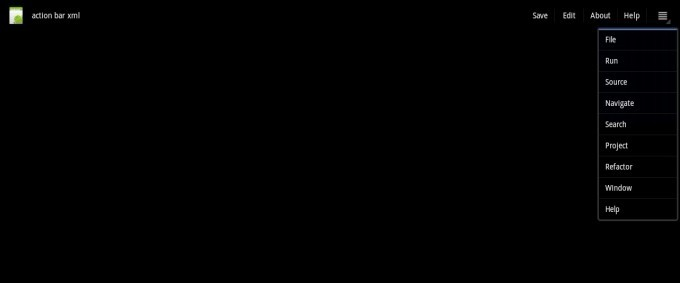 action bar xml Save Edit About Help
File
Run
Source
Navigate
Search
Project
Refactor
Window
Help